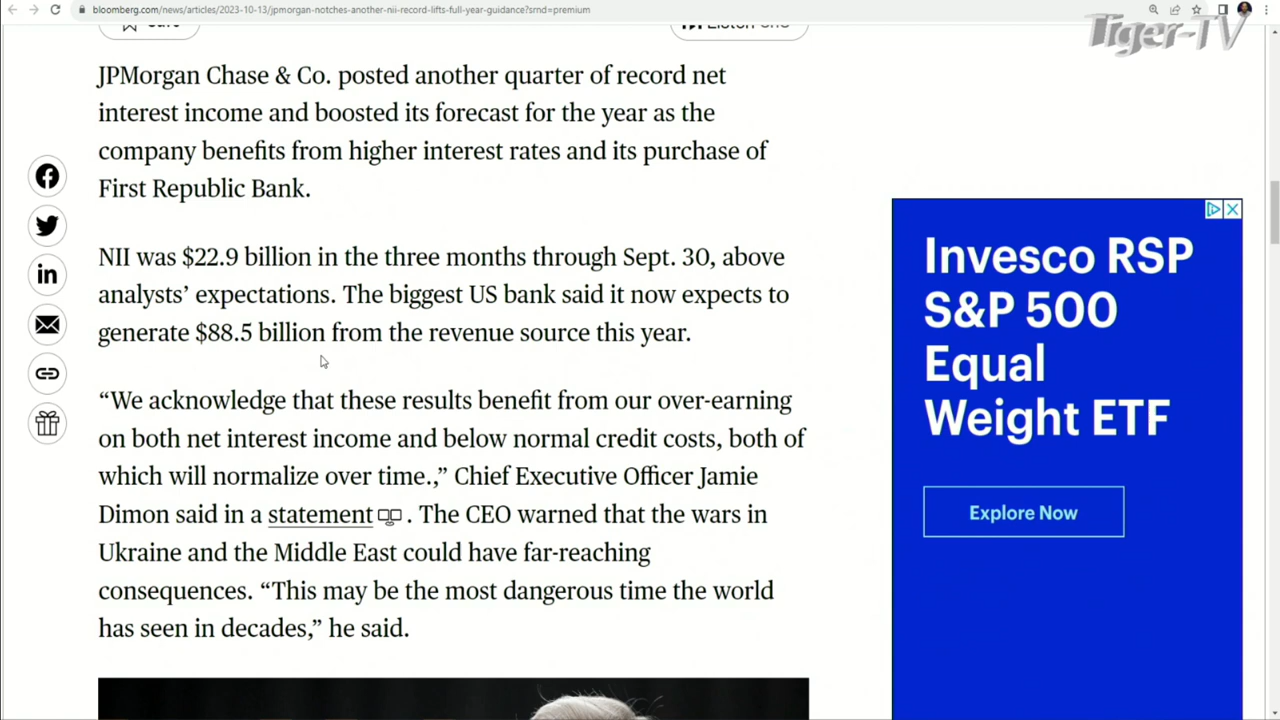 bloomberg.com/news/articles/2023-10-13/jpmorgan-notches-another-nii-record-lifts-full-year-guidance?srnd=premium
Tiger-TV
JPMorgan Chase & Co. posted another quarter of record net
interest income and boosted its forecast for the year as the
company benefits from higher interest rates and its purchase of
First Republic Bank.
NII was $22.9 billion in the three months through Sept. 30, above
analysts’ expectations. The biggest US bank said it now expects to
generate $88.5 billion from the revenue source this year.
“We acknowledge that these results benefit from our over-earning
on both net interest income and below normal credit costs, both of
which will normalize over time.,” Chief Executive Officer Jamie
Dimon said in a statement. The CEO warned that the wars in
Ukraine and the Middle East could have far-reaching
consequences. “This may be the most dangerous time the world
has seen in decades,” he said.
in
Invesco RSP
S&P 500
Equal
Weight ETF
Explore Now